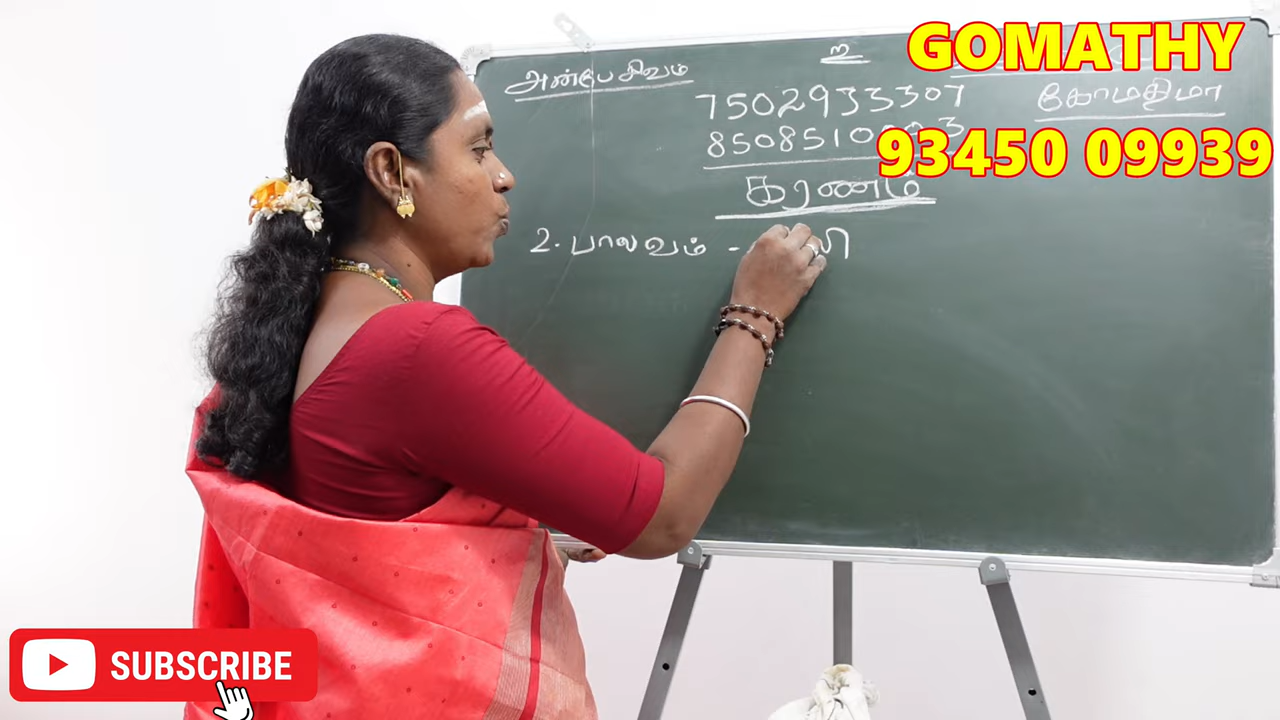 GOMATHY
93450 09939
அன்பே சிவம்
உ
கோமதிமா
7502933307
கரணம்
2. பாலவம் -
SUBSCRIBE